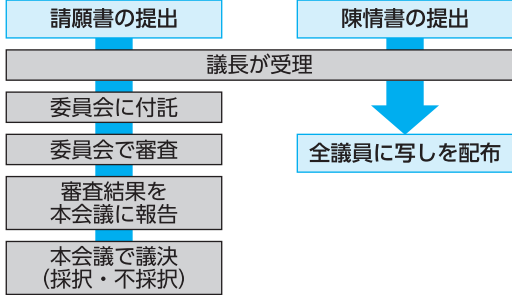 請願書の提出
陳情書の提出
議長が受理
委員会に付託
委員会で審査
全議員に写しを配布
審査結果を
本会議に報告
本会議で議決
(採択・不採択)